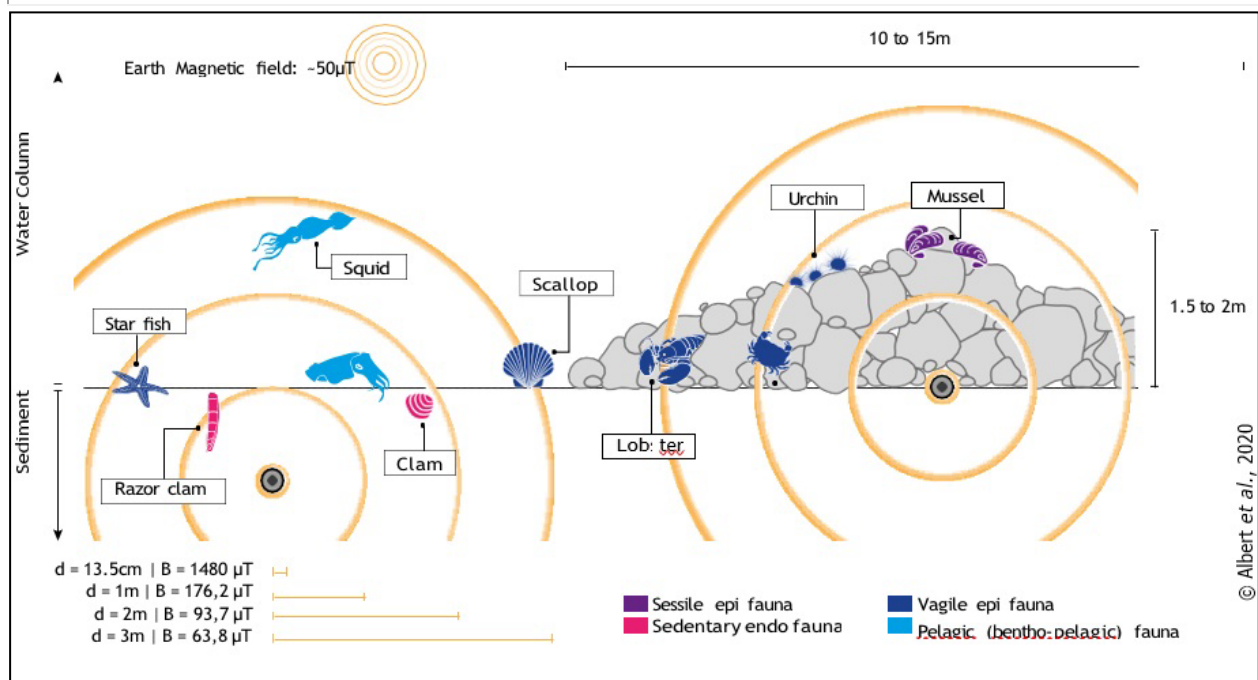 10 to 15m
Earth Magnetic field: ~50µT
Water Column
Urchin
Mussel
Squid
Scallop
1.5 to 2m
Star fish
Sediment
Clam
Lobster
Razor clam
© Albert et al., 2020
d = 13.5cm | B = 1480 µT
d = 1m | B = 176,2 µT
d = 2m | B = 93,7 µT
d = 3m | B = 63,8 µT
Sessile epi fauna
Vagile epi fauna
Sedentary endo fauna
Pelagic (bentho-pelagic) fauna